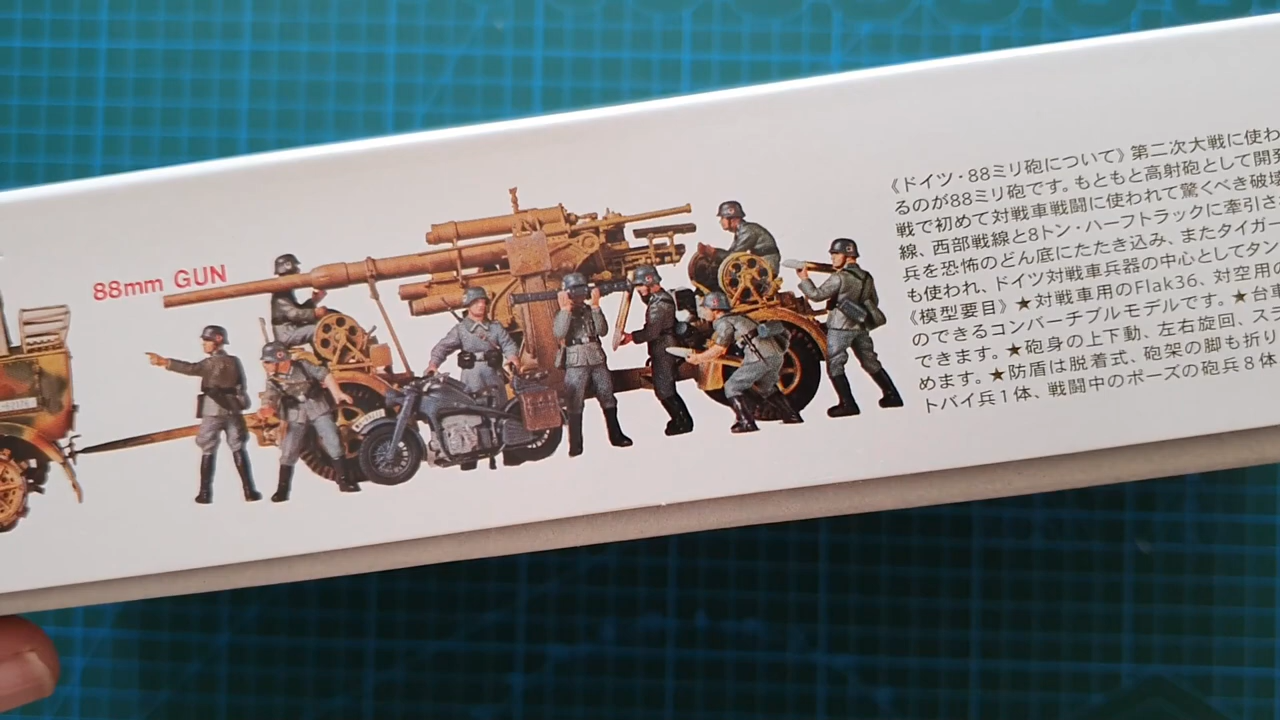 88mm GUN
《ドイツ・88ミリ砲について》第二次大戦に使わ
るのが88ミリ砲です。もともと高射砲として開発
戦で初めて対戦車戦闘に使われて驚くべき破壊
線、西部戦線と8トン・ハーフトラックに牽引さ
兵を恐怖のどん底にたたき込み、またタイガー
も使われ、ドイツ対戦車兵器の中心としてタン
《模型要目》★対戦車用のFlak36、対空用の
のできるコンバーチブルモデルです。★台車
できます。★砲身の上下動、左右旋回、ステ
めます。★防盾は脱着式、砲架の脚も折り
トバイ兵1体、戦闘中のポーズの砲兵8体